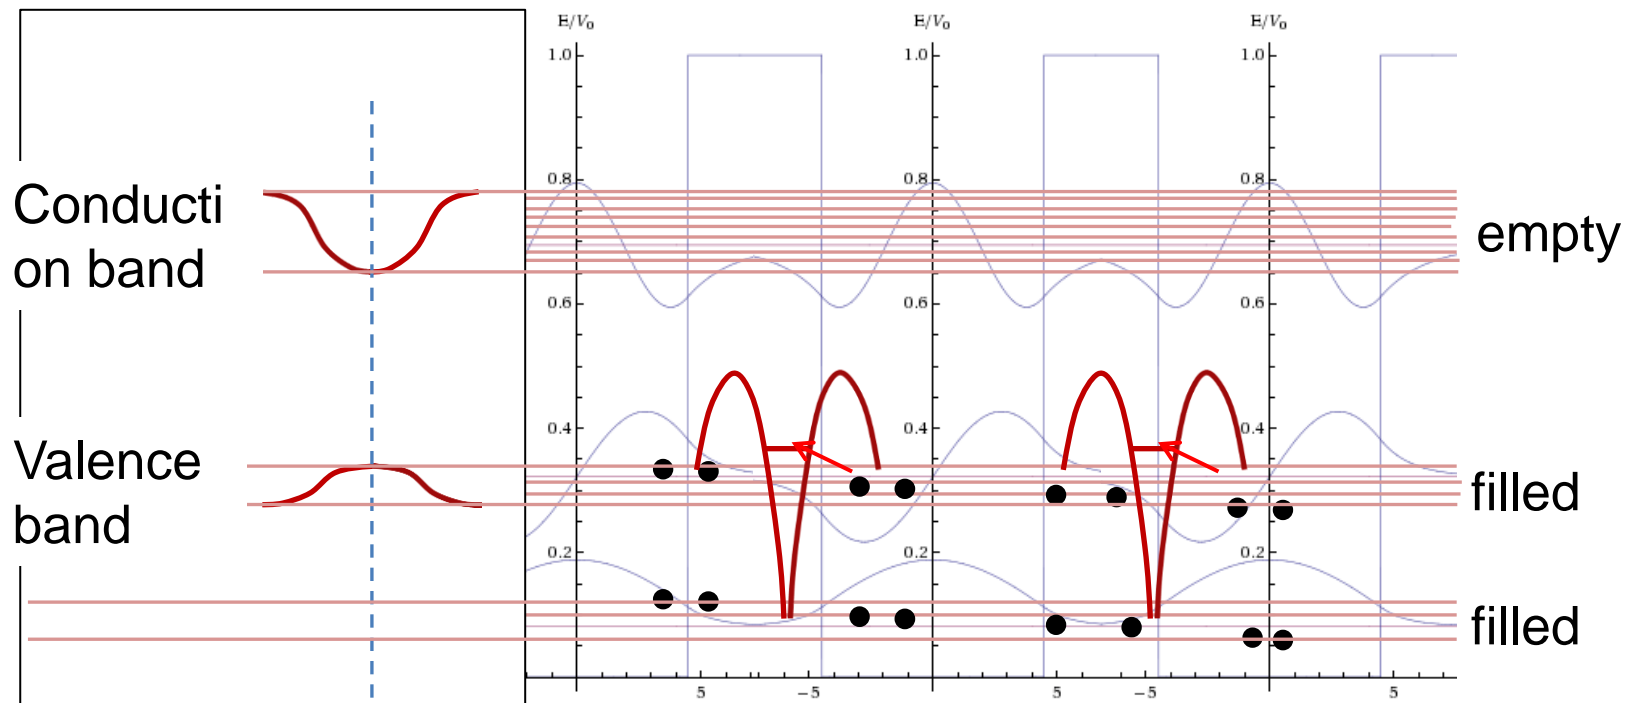 E/V0 E/V0 E/V0
1.0 1.0 1.0
0.8 0.8 0.8
Conducti
on band
empty
0.6 0.6 0.6
0.4 0.4 0.4
Valence
band
filled
0.2 0.2 0.2
filled
5 −5 5 −5 5